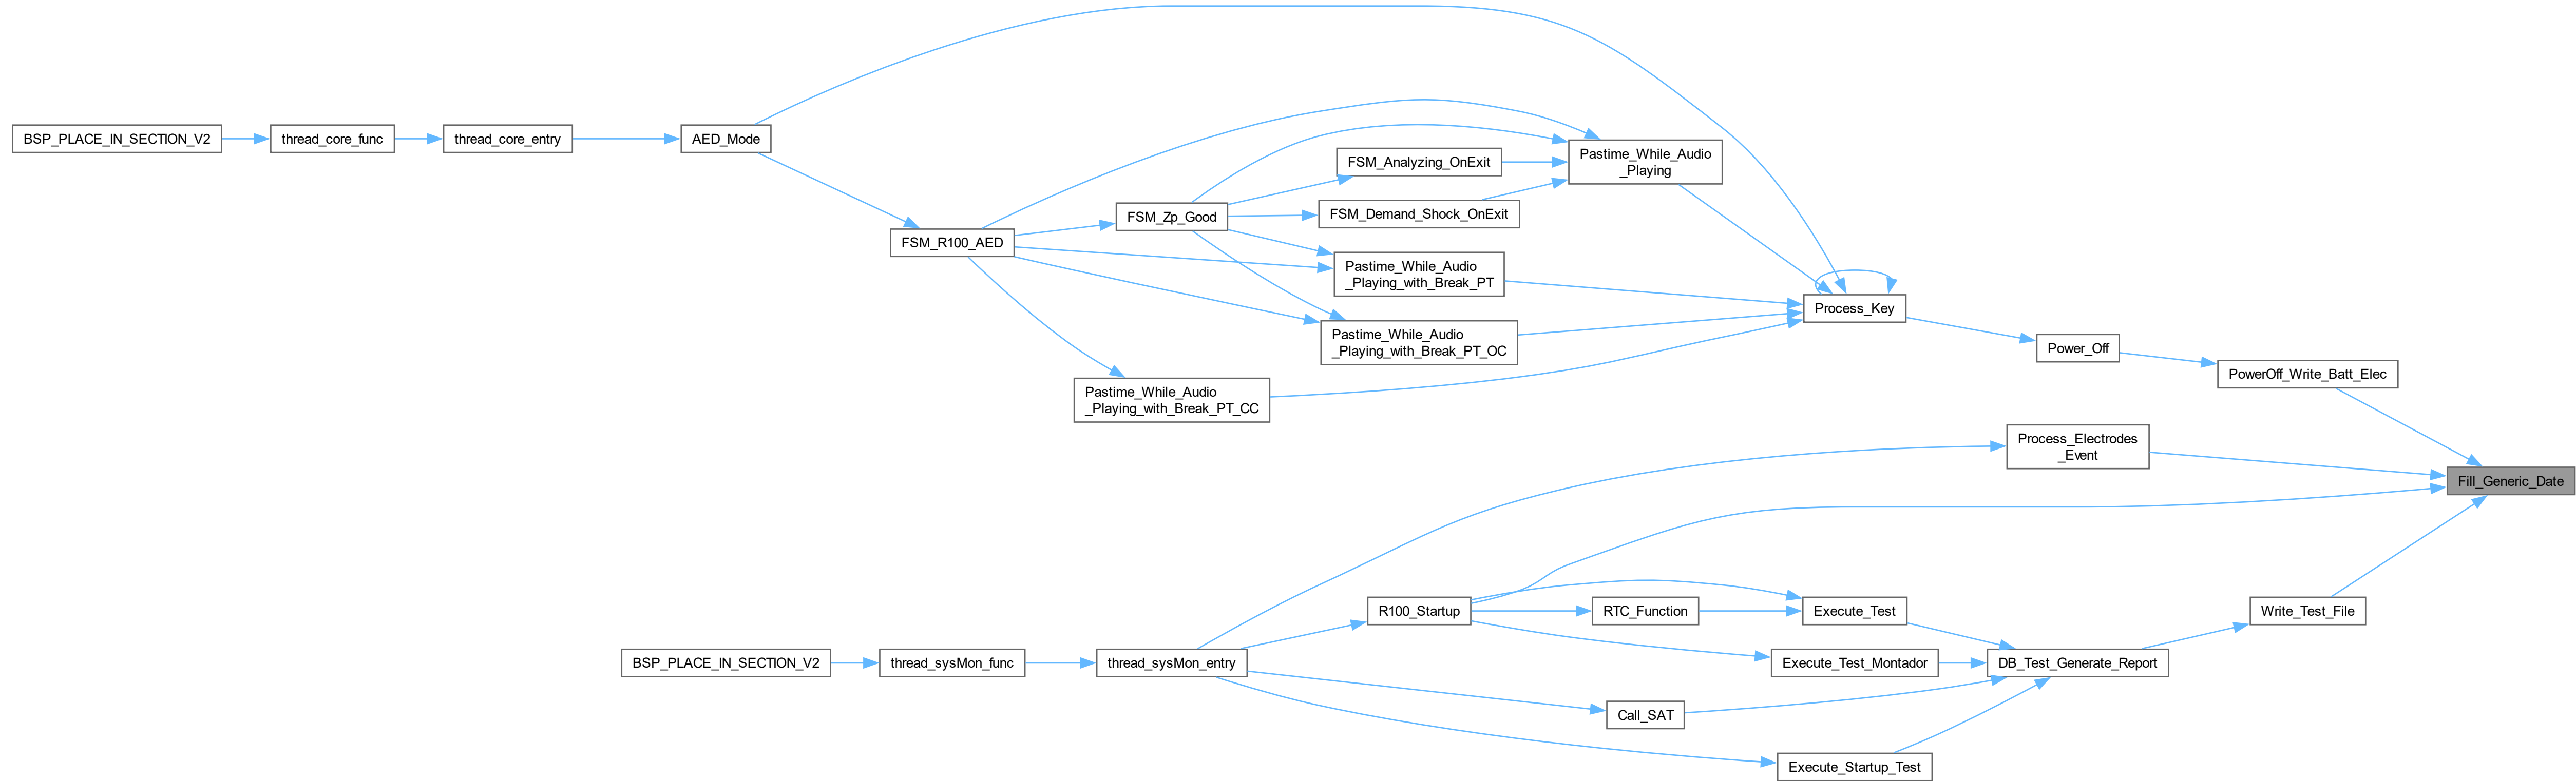 BSP_PLACE_IN_SECTION_V2
thread_core_func
thread_core_entry
AED_Mode
FSM_R100_AED
FSM_Zp_Good
FSM_Analyzing_OnExit
FSM_Demand_Shock_OnExit
Pastime_While_Audio
_Playing
Pastime_While_Audio
_Playing_with_Break_PT
Pastime_While_Audio
_Playing_with_Break_PT_OC
Pastime_While_Audio
_Playing_with_Break_PT_CC
Process_Key
Power_Off
PowerOff_Write_Batt_Elec
Process_Electrodes
_Event
Fill_Generic_Date
R100_Startup
RTC_Function
Execute_Test
Write_Test_File
BSP_PLACE_IN_SECTION_V2
thread_sysMon_func
thread_sysMon_entry
Execute_Test_Montador
DB_Test_Generate_Report
Call_SAT
Execute_Startup_Test